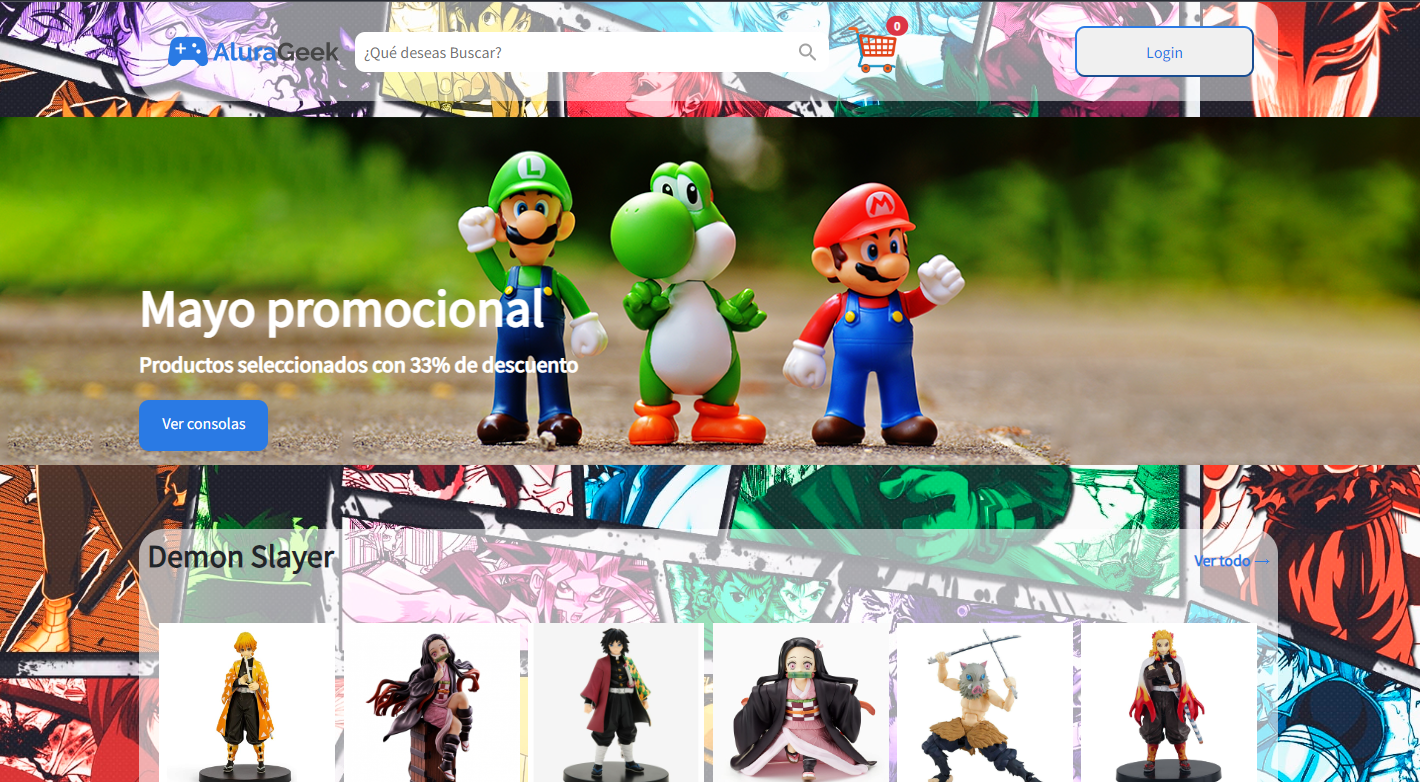 AluraGeek
¿Qué deseas Buscar?
0
Login
L
M
Mayo promocional
Productos seleccionados con 33% de descuento
Ver consolas
Demon Slayer
Ver todo →